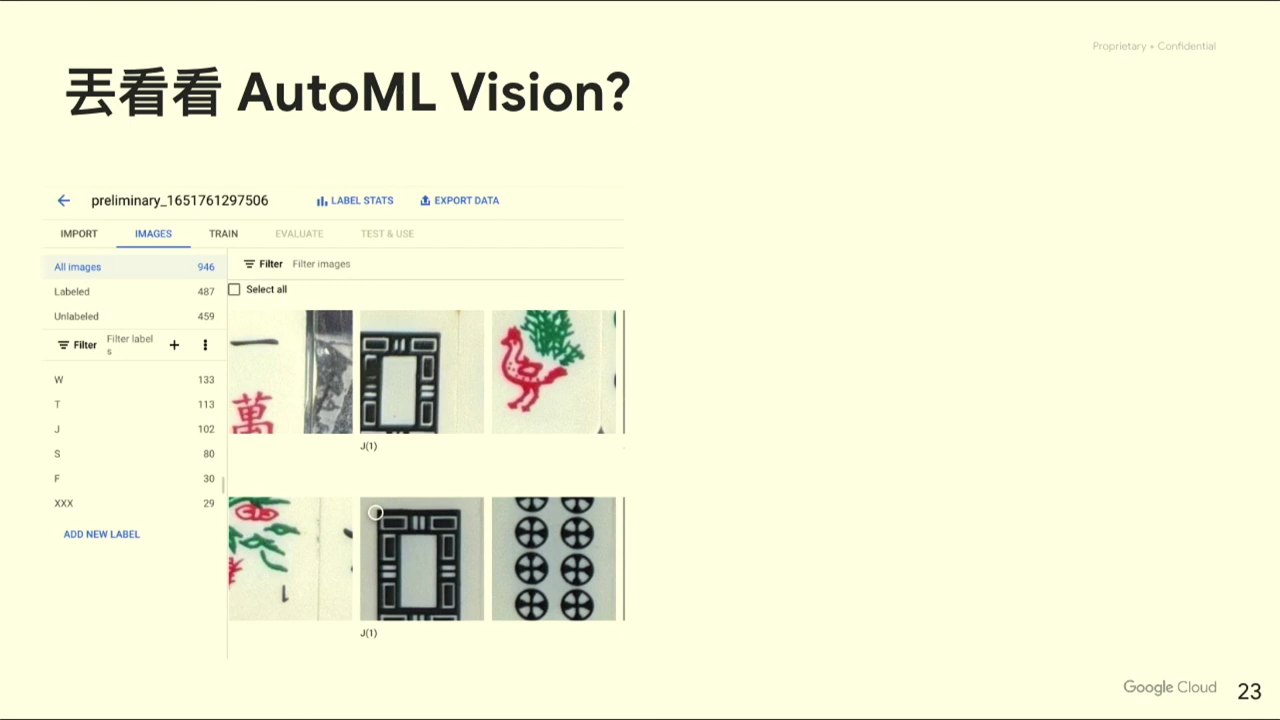 Proprietary + Confidential
丟看看 AutoML Vision?
preliminary_1651761297506
LABEL STATS
EXPORT DATA
IMPORT
IMAGES
TRAIN
EVALUATE
TEST & USE
All images 946
Labeled 487
Unlabeled 459
Filter
Filter label
s
W 133
T 113
J 102
S 80
F 30
XXX 29
ADD NEW LABEL
Filter Filter images
Select all
一
萬
J(1)
J(1)
Google Cloud
23